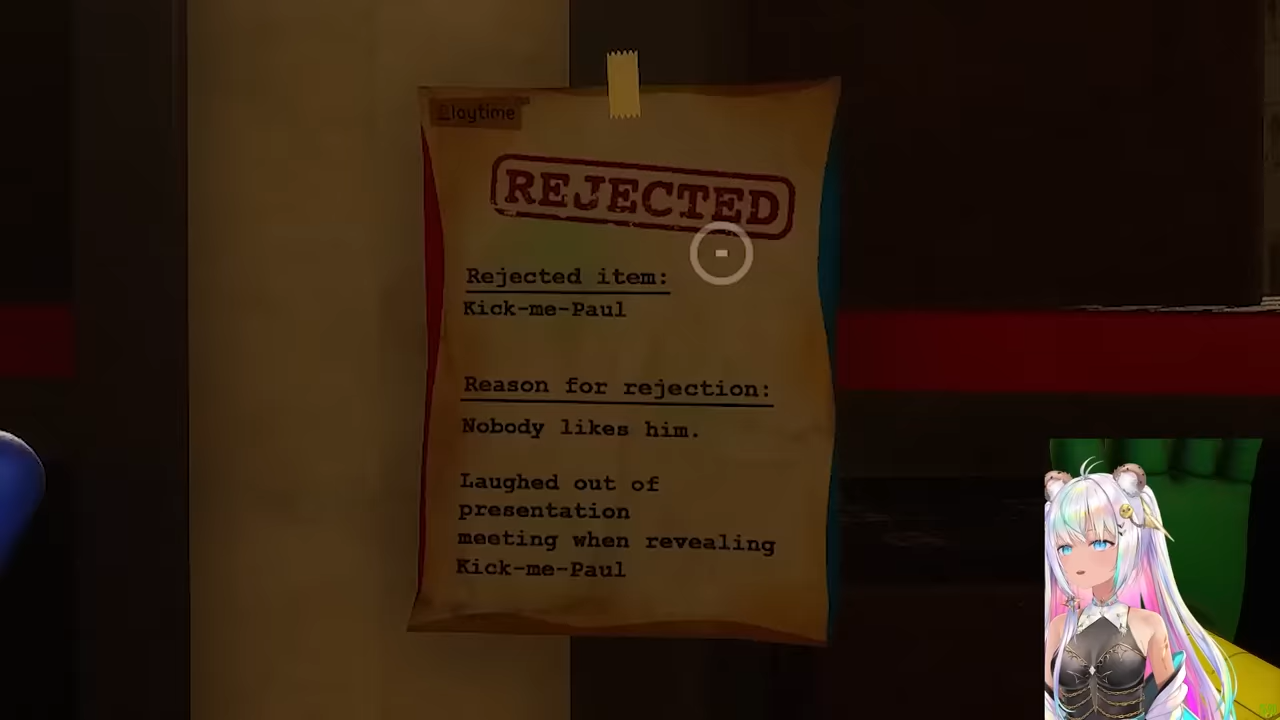 Playtime
REJECTED
Rejected item:
Kick-me-Paul
Reason for rejection:
Nobody likes him.
Laughed out of
presentation
meeting when revealing
Kick-me-Paul